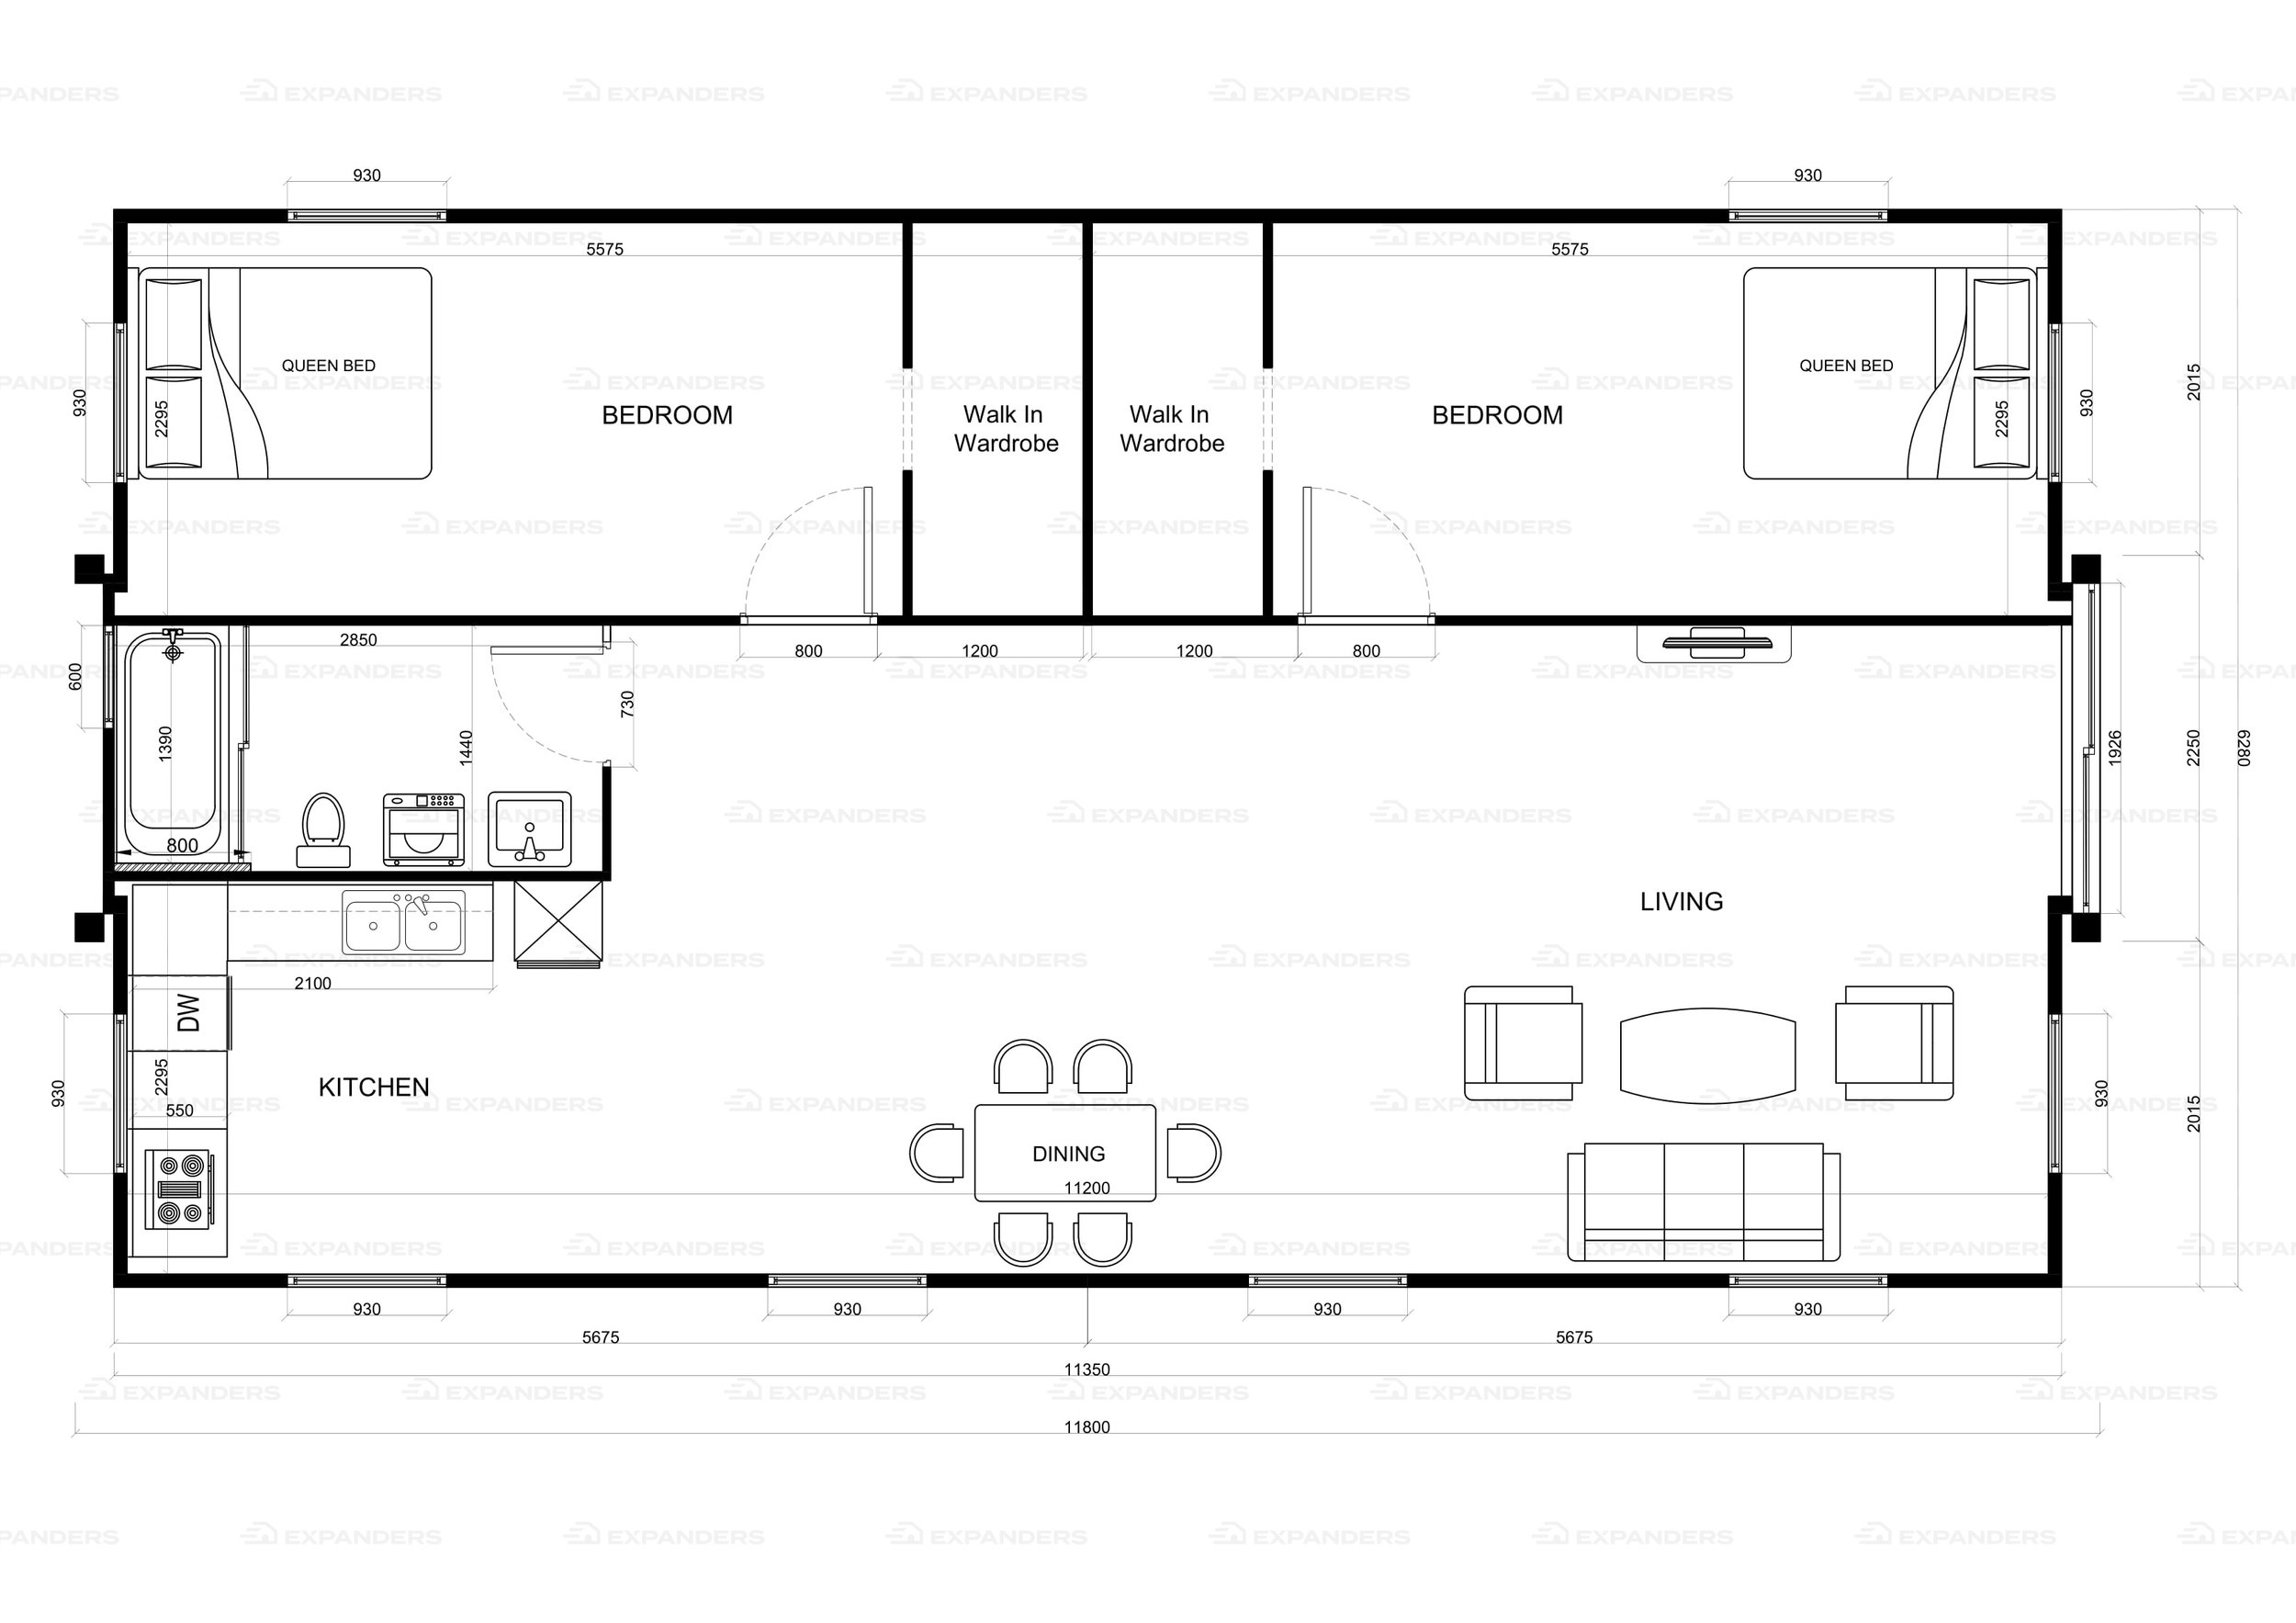 EXPANDERS
930
930
5575
5575
QUEEN BED
QUEEN BED
930
2295
BEDROOM
Walk In
Wardrobe
Walk In
Wardrobe
BEDROOM
2295
930
2015
2850
800
1200
1200
800
600
730
1390
1440
1926
2250
6280
800
LIVING
2100
DW
2295
930
550
KITCHEN
930
2015
DINING
11200
930
930
930
930
5675
5675
11350
11800